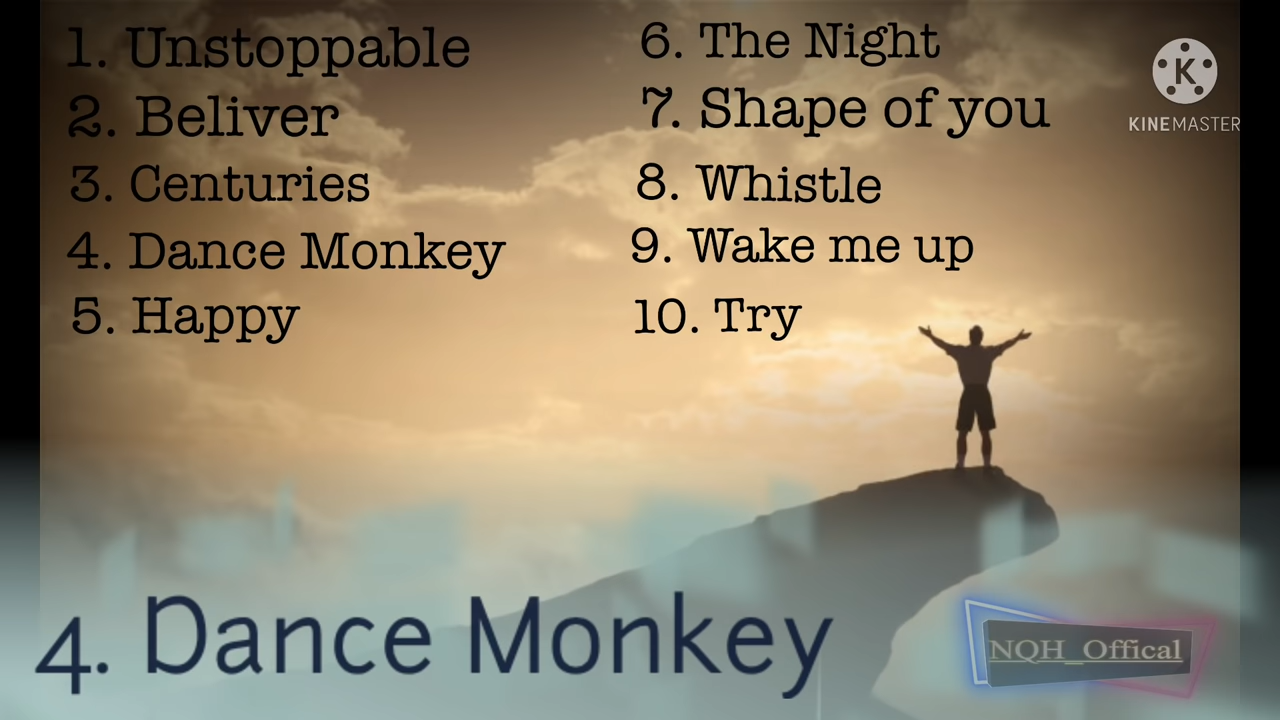 1. Unstoppable
2. Beliver
3. Centuries
4. Dance Monkey
5. Happy
6. The Night
7. Shape of you
8. Whistle
9. Wake me up
10. Try
K
KINEMASTER
4. Dance Monkey
NQH_Offical